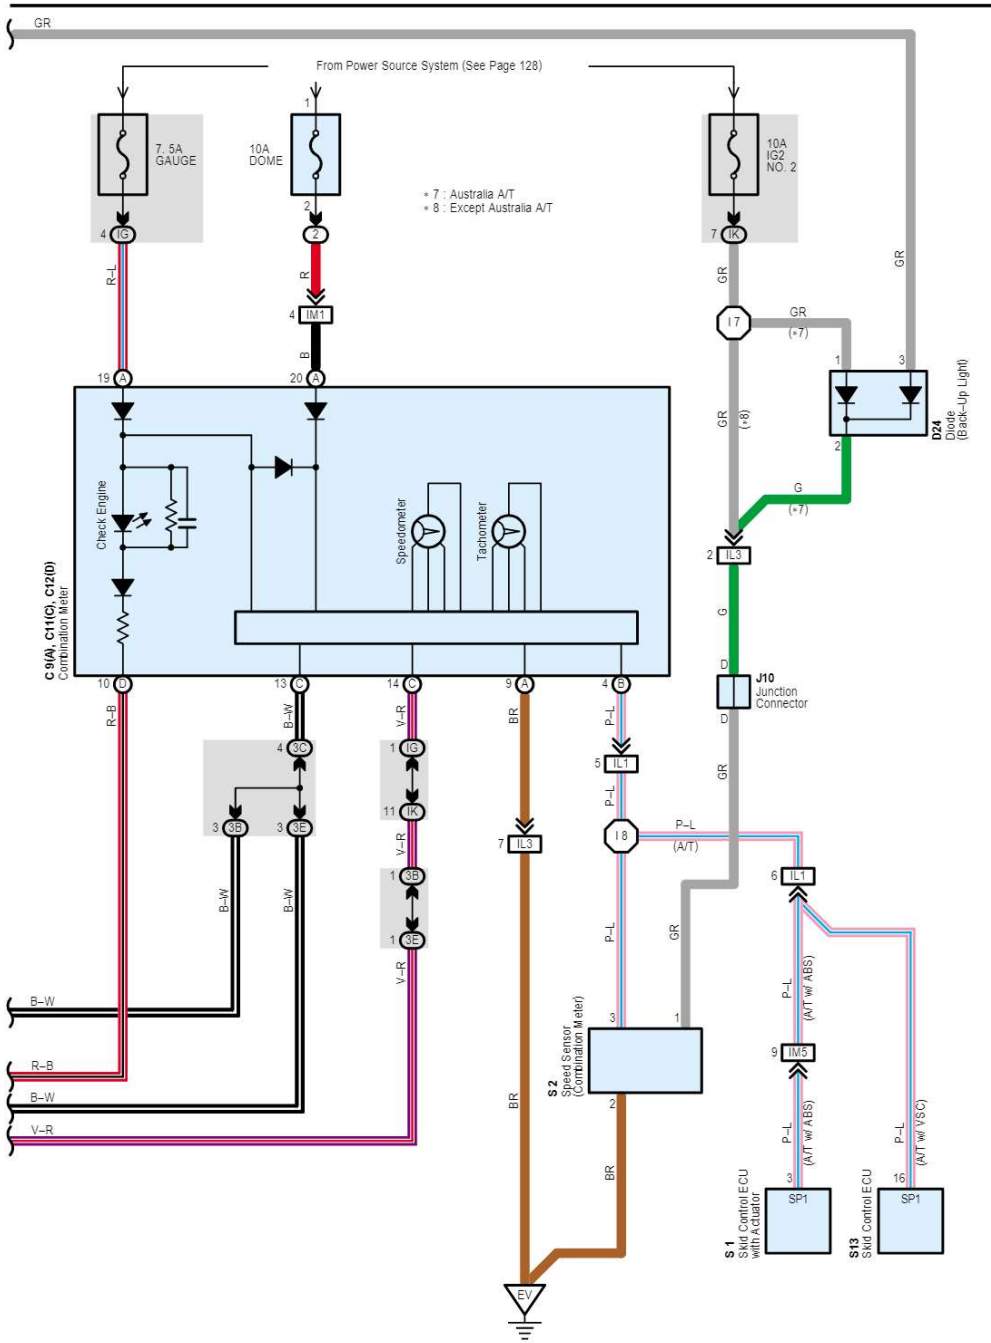 GR
From Power Source System (See Page 128)
1
7. 5A
GAUGE
10A
DOME
10A
IG2
NO. 2
∗ 7 : Australia A/T
∗ 8 : Except Australia A/T
2
4 IG
2
7 IK
R–L
R
GR
GR
4 IM1
I 7
GR
(∗7)
B
1
3
19 A
20 A
GR
(∗8)
D24
Diode
(Back–Up Light)
2
G
(∗7)
Check Engine
Speedometer
Tachometer
2 IL3
C 9(A), C11(C), C12(D)
Combination Meter
G
D
J10
Junction
Connector
D
10 D
13 C
14 C
9 A
4 B
R–B
B–W
V–R
BR
P–L
4 3C
1 IG
5 IL1
GR
P–L
11 IK
3 3B
3 3E
V–R
7 IL3
I 8
P–L
(A/T)
1 3B
6 IL1
B–W
B–W
P–L
GR
1 3E
V–R
P–L
(A/T w/ ABS)
B–W
3
1
S 2
Speed Sensor
(Combination Meter)
9 IM5
R–B
B–W
BR
2
V–R
P–L
(A/T w/ ABS)
P–L
(A/T w/ VSC)
BR
3
16
SP1
SP1
S 1
Skid Control ECU
with Actuator
S13
Skid Control ECU
EV